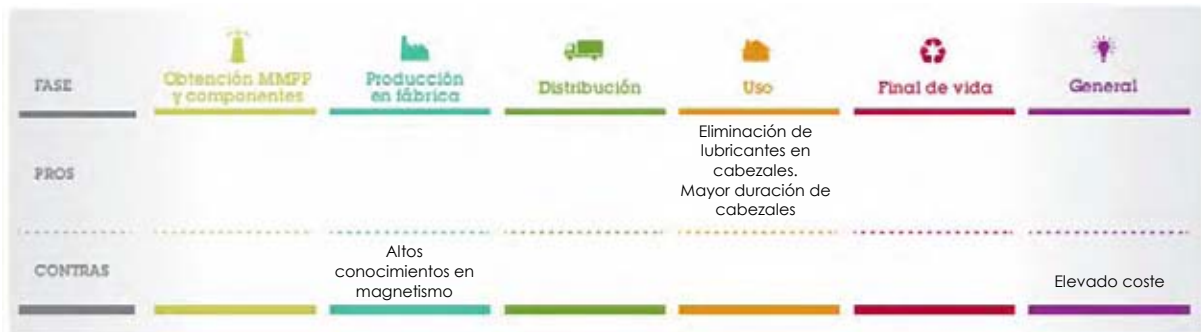 FASE
Obtención MMPP
y componentes
Producción
en fábrica
Distribución
Uso
Final de vida
General
PROS
Eliminación de
lubricantes en
cabezales.
Mayor duración de
cabezales
CONTRAS
Altos
conocimientos en
magnetismo
Elevado coste